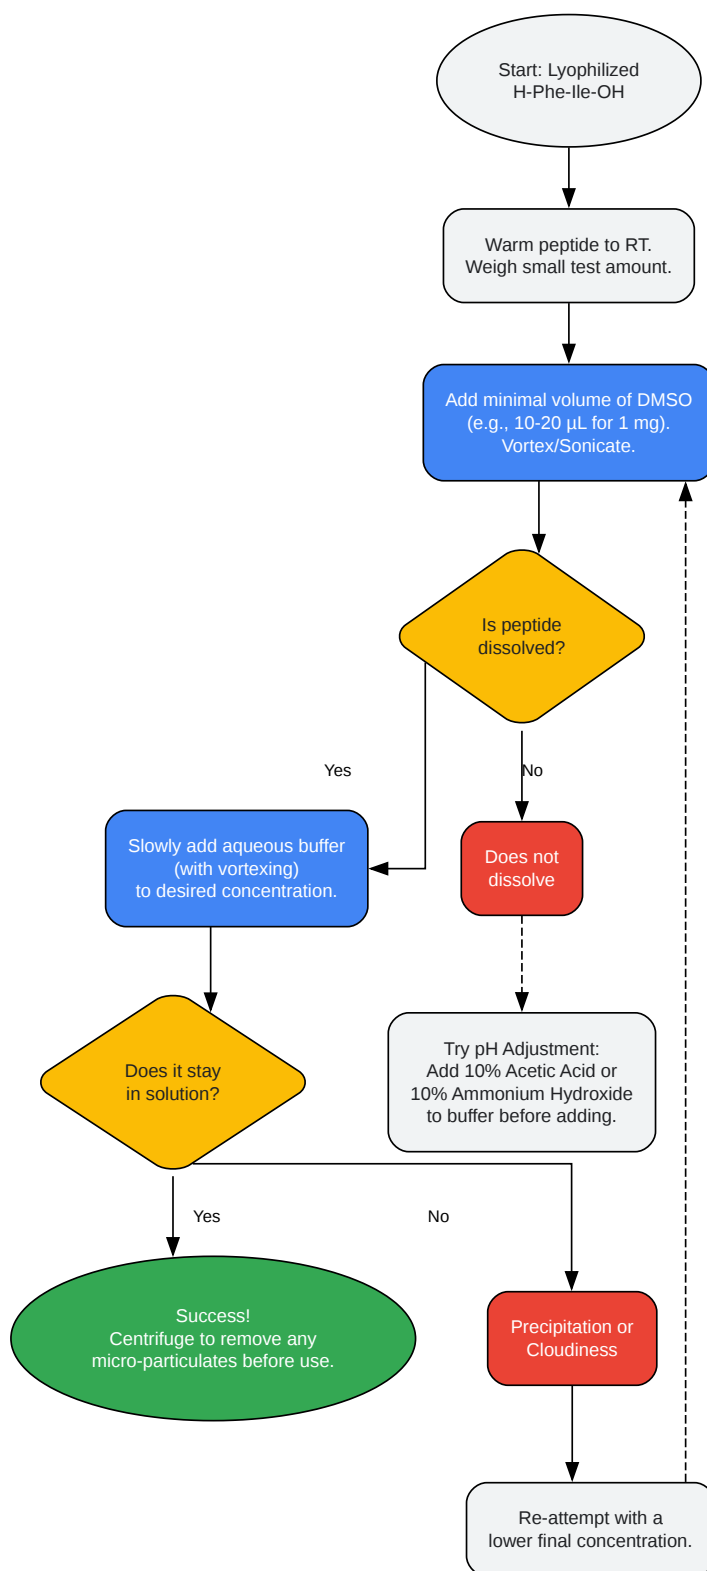 Start: Lyophilized
H-Phe-Ile-OH
Warm peptide to RT.
Weigh small test amount.
Add minimal volume of DMSO
(e.g., 10-20 µL for 1 mg).
Vortex/Sonicate.
Is peptide
dissolved?
Yes
No
Slowly add aqueous buffer
(with vortexing)
to desired concentration.
Does not
dissolve
Does it stay
in solution?
Try pH Adjustment:
Add 10% Acetic Acid or
10% Ammonium Hydroxide
to buffer before adding.
Yes
No
Success!
Centrifuge to remove any
micro-particulates before use.
Precipitation or
Cloudiness
Re-attempt with a
lower final concentration.